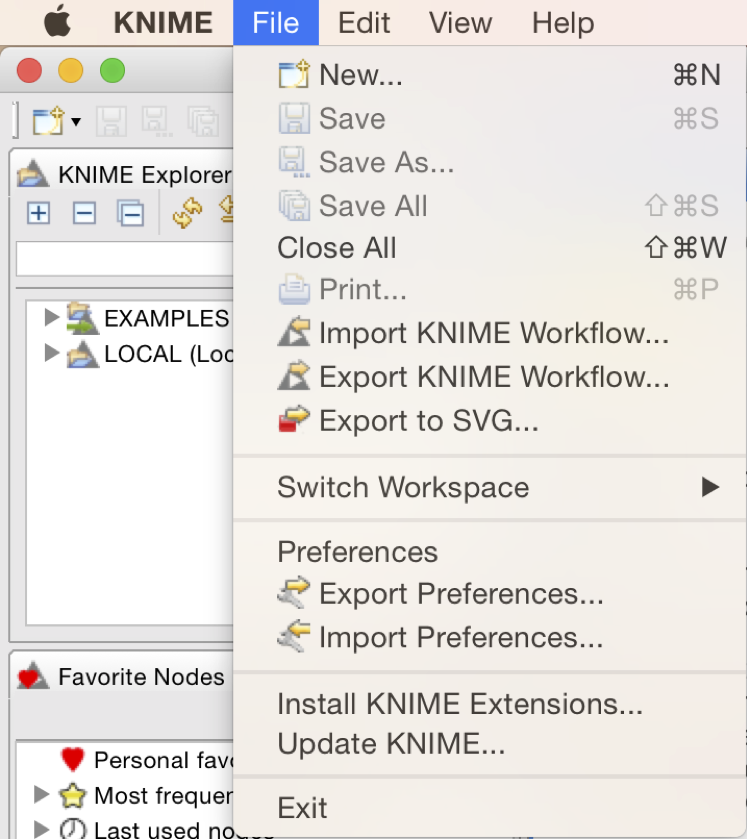 KNIME File Edit View Help
New... ⌘N
Save ⌘S
Save As...
Save All ⇧⌘S
Close All ⇧⌘W
Print... ⌘P
Import KNIME Workflow...
Export KNIME Workflow...
Export to SVG...
Switch Workspace
Preferences
Export Preferences...
Import Preferences...
Install KNIME Extensions...
Update KNIME...
Exit
KNIME Explorer
EXAMPLES
LOCAL (Loc
Favorite Nodes
Personal favo
Most frequen
Last used nodes